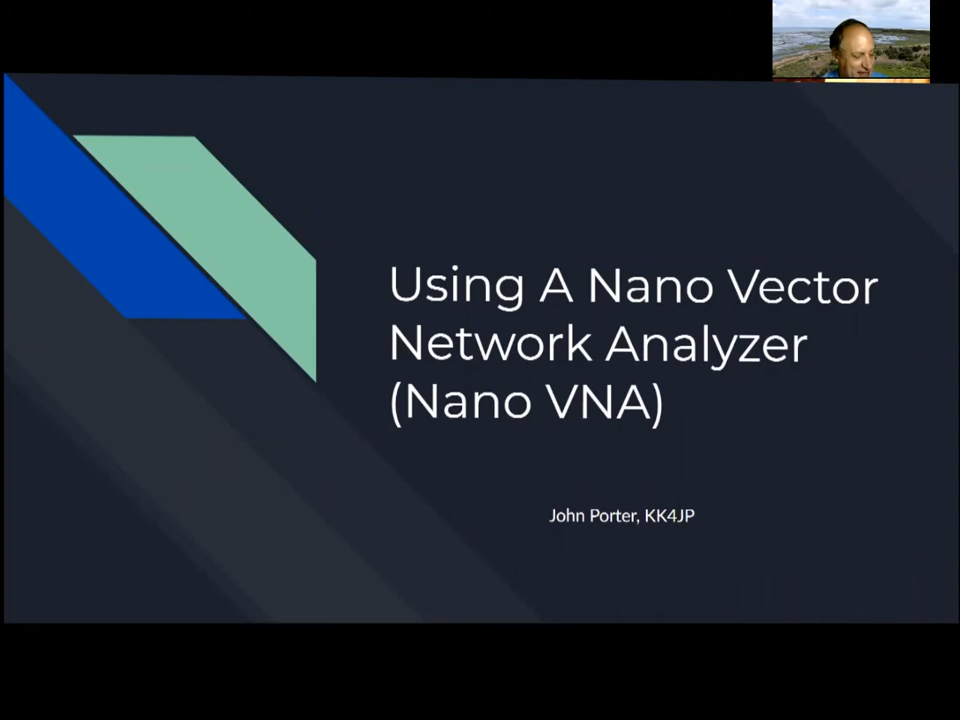 Using A Nano Vector
Network Analyzer
(Nano VNA)
John Porter, KK4JP